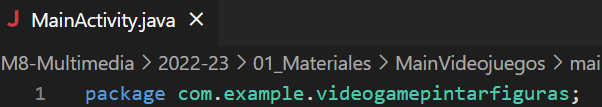 J MainActivity.java ×
M8-Multimedia > 2022-23 > 01_Materiales > MainVideojuegos > mai
1 package com.example.videogamepintarfiguras;